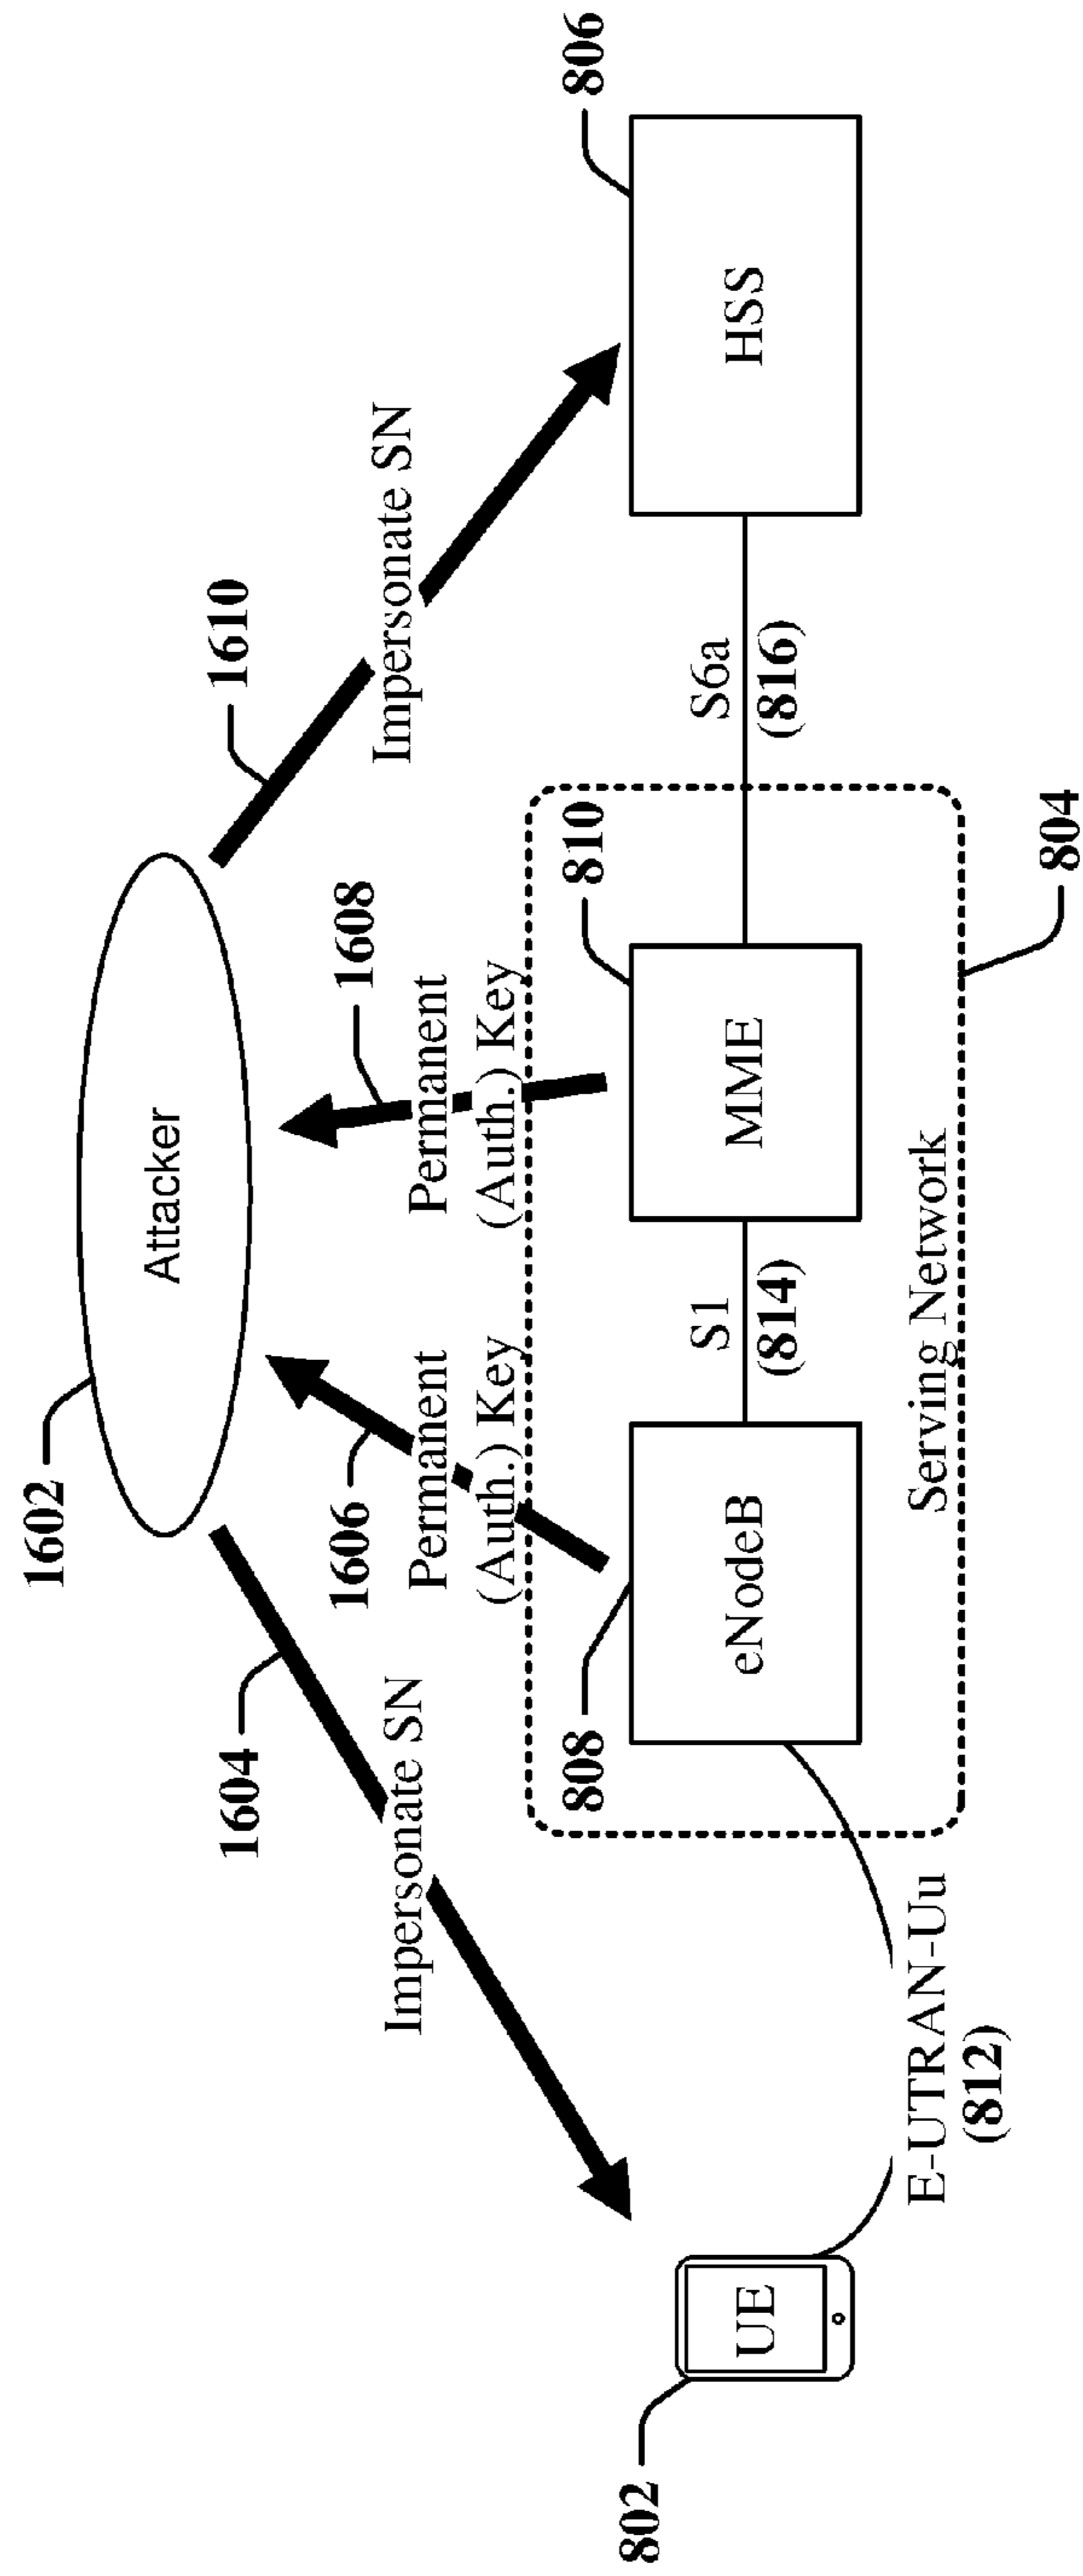 1602
Attacker
1604
1606
1608
1610
Impersonate SN
Permanent
(Auth.) Key
Permanent
(Auth.) Key
Impersonate SN
802
UE
808
eNodeB
S1
(814)
810
MME
S6a
(816)
806
HSS
E-UTRAN-Uu
(812)
Serving Network
804